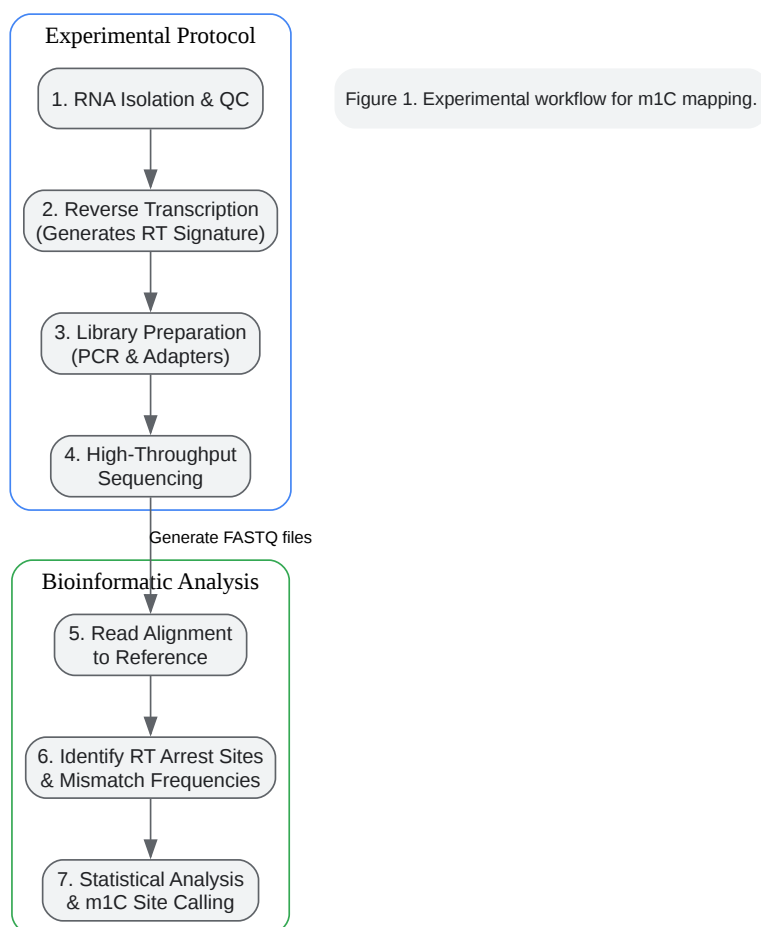 Experimental Protocol
1. RNA Isolation & QC
Figure 1. Experimental workflow for m1C mapping.
2. Reverse Transcription
(Generates RT Signature)
3. Library Preparation
(PCR & Adapters)
4. High-Throughput
Sequencing
Generate FASTQ files
Bioinformatic Analysis
5. Read Alignment
to Reference
6. Identify RT Arrest Sites
& Mismatch Frequencies
7. Statistical Analysis
& m1C Site Calling